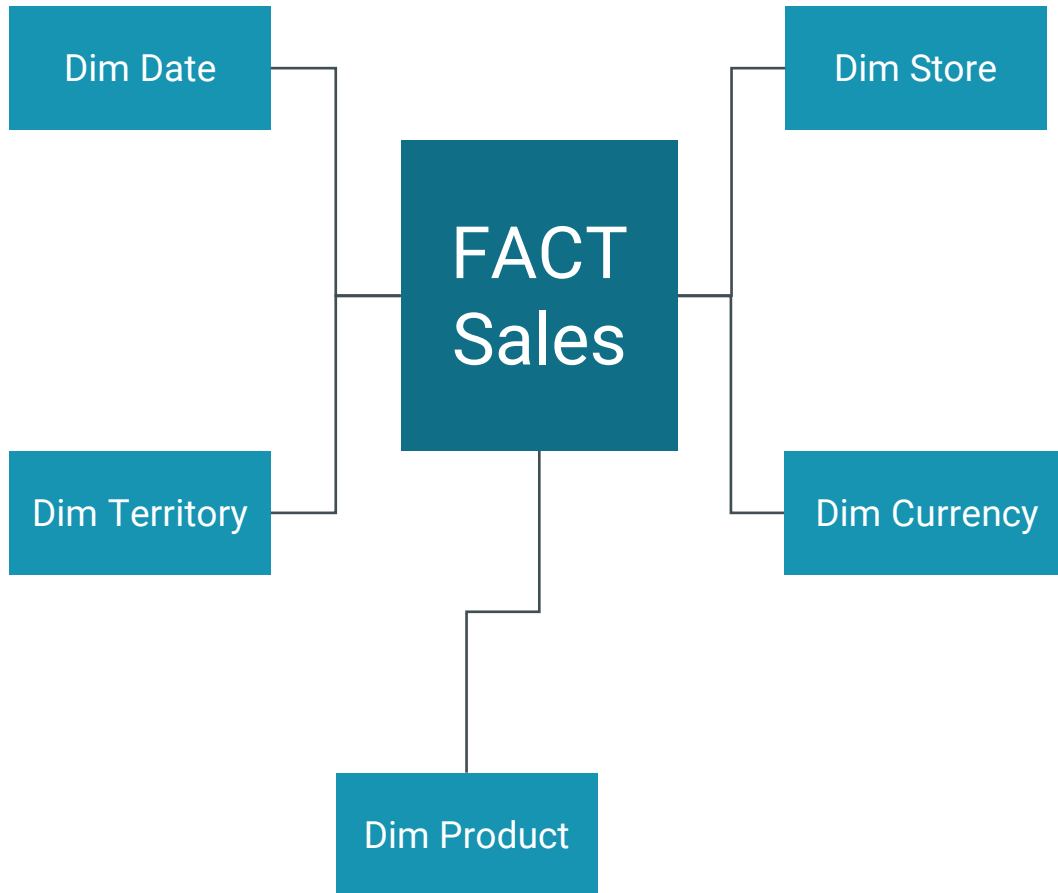 Dim Date
Dim Store
FACT
Sales
Dim Territory
Dim Currency
Dim Product